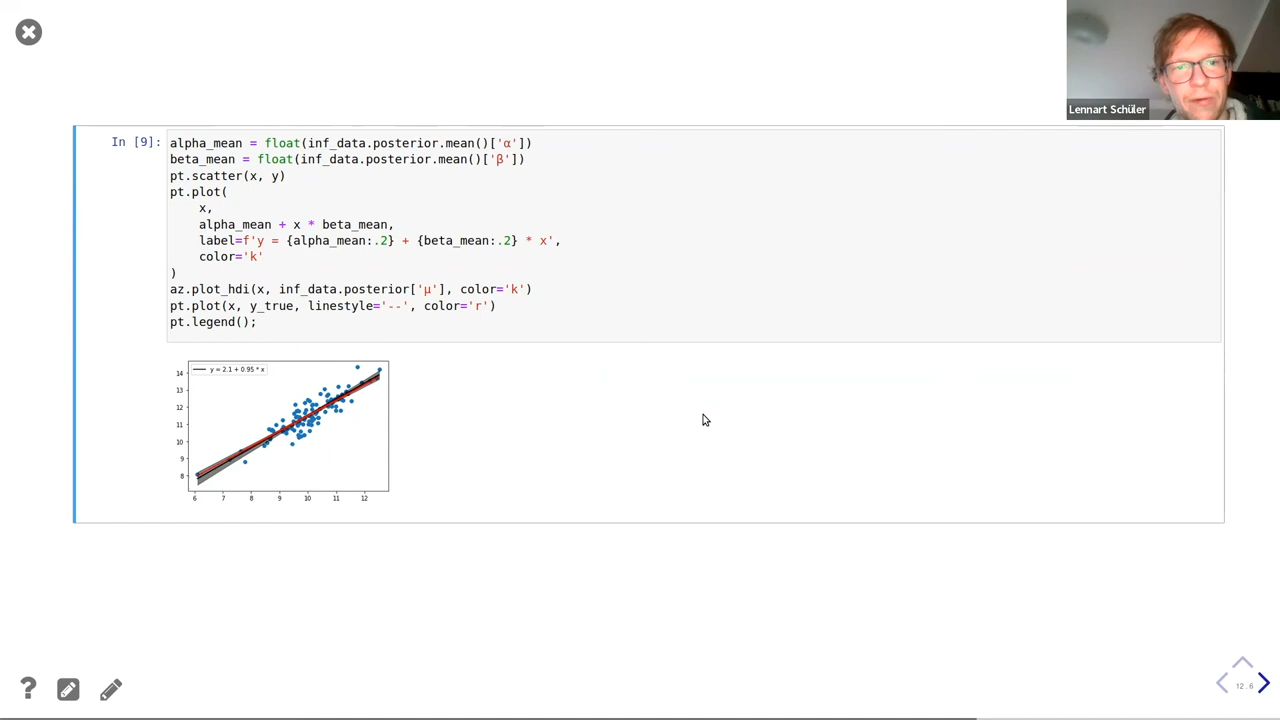 Lennart Schüler
In [9]:
alpha_mean = float(inf_data.posterior.mean()['α'])
beta_mean = float(inf_data.posterior.mean()['β'])
pt.scatter(x, y)
pt.plot(
    x,
    alpha_mean + x * beta_mean,
    label=f'y = {alpha_mean:.2} + {beta_mean:.2} * x',
    color='k'
)
az.plot_hdi(x, inf_data.posterior['μ'], color='k')
pt.plot(x, y_true, linestyle='--', color='r')
pt.legend();
y = 2.1 + 0.95 * x
14
13
12
11
10
9
8
6 7 8 9 10 11 12
?
12.6